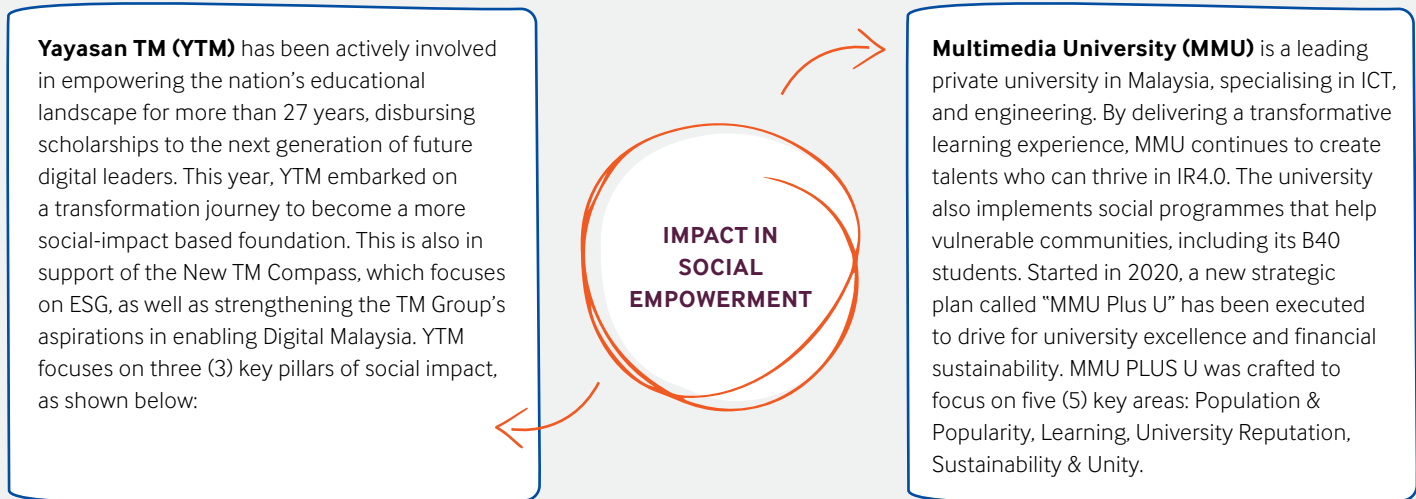 Yayasan TM (YTM) has been actively involved
in empowering the nation's educational
landscape for more than 27 years, disbursing
scholarships to the next generation of future
digital leaders. This year, YTM embarked on
a transformation journey to become a more
social-impact based foundation. This is also in
support of the New TM Compass, which focuses
on ESG, as well as strengthening the TM Group's
aspirations in enabling Digital Malaysia. YTM
focuses on three (3) key pillars of social impact,
as shown below:
IMPACT IN
SOCIAL
EMPOWERMENT
Multimedia University (MMU) is a leading
private university in Malaysia, specialising in ICT,
and engineering. By delivering a transformative
learning experience, MMU continues to create
talents who can thrive in IR4.0. The university
also implements social programmes that help
vulnerable communities, including its B40
students. Started in 2020, a new strategic
plan called "MMU Plus U" has been executed
to drive for university excellence and financial
sustainability. MMU PLUS U was crafted to
focus on five (5) key areas: Population &
Popularity, Learning, University Reputation,
Sustainability & Unity.